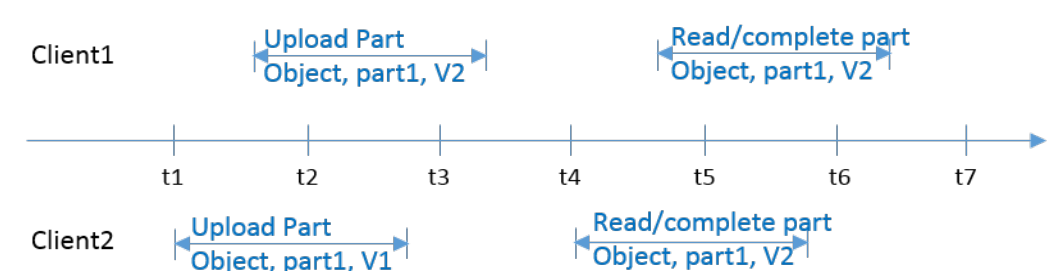 Client1
Upload Part
Object, part1, V2
Read/complete part
Object, part1, V2
t1 t2 t3 t4 t5 t6 t7
Client2
Upload Part
Object, part1, V1
Read/complete part
Object, part1, V2